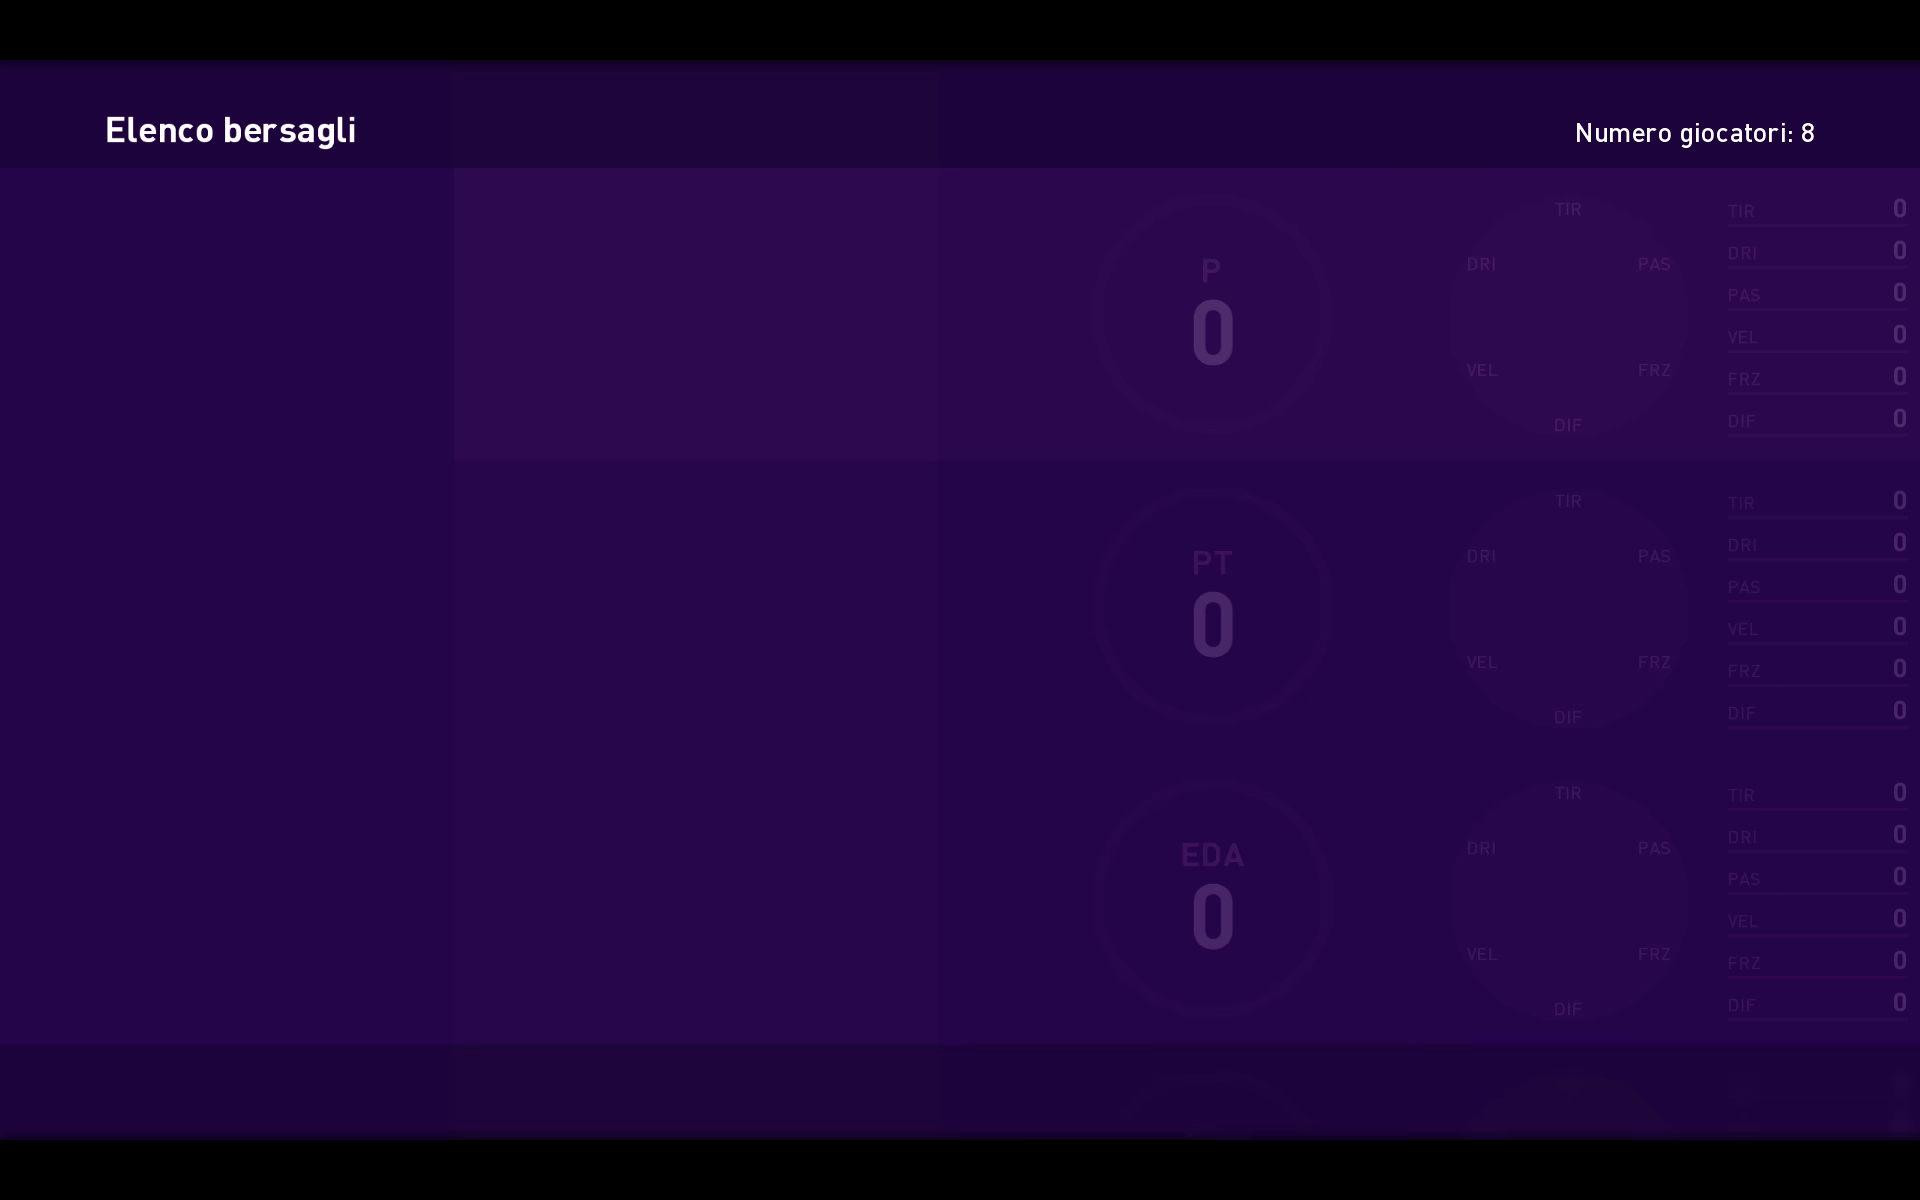 Elenco bersagli
Numero giocatori: 8
P
0
TIR
DRI
PAS
VEL
FRZ
DIF
TIR 0
DRI 0
PAS 0
VEL 0
FRZ 0
DIF 0
PT
0
TIR
DRI
PAS
VEL
FRZ
DIF
TIR 0
DRI 0
PAS 0
VEL 0
FRZ 0
DIF 0
EDA
0
TIR
DRI
PAS
VEL
FRZ
DIF
TIR 0
DRI 0
PAS 0
VEL 0
FRZ 0
DIF 0